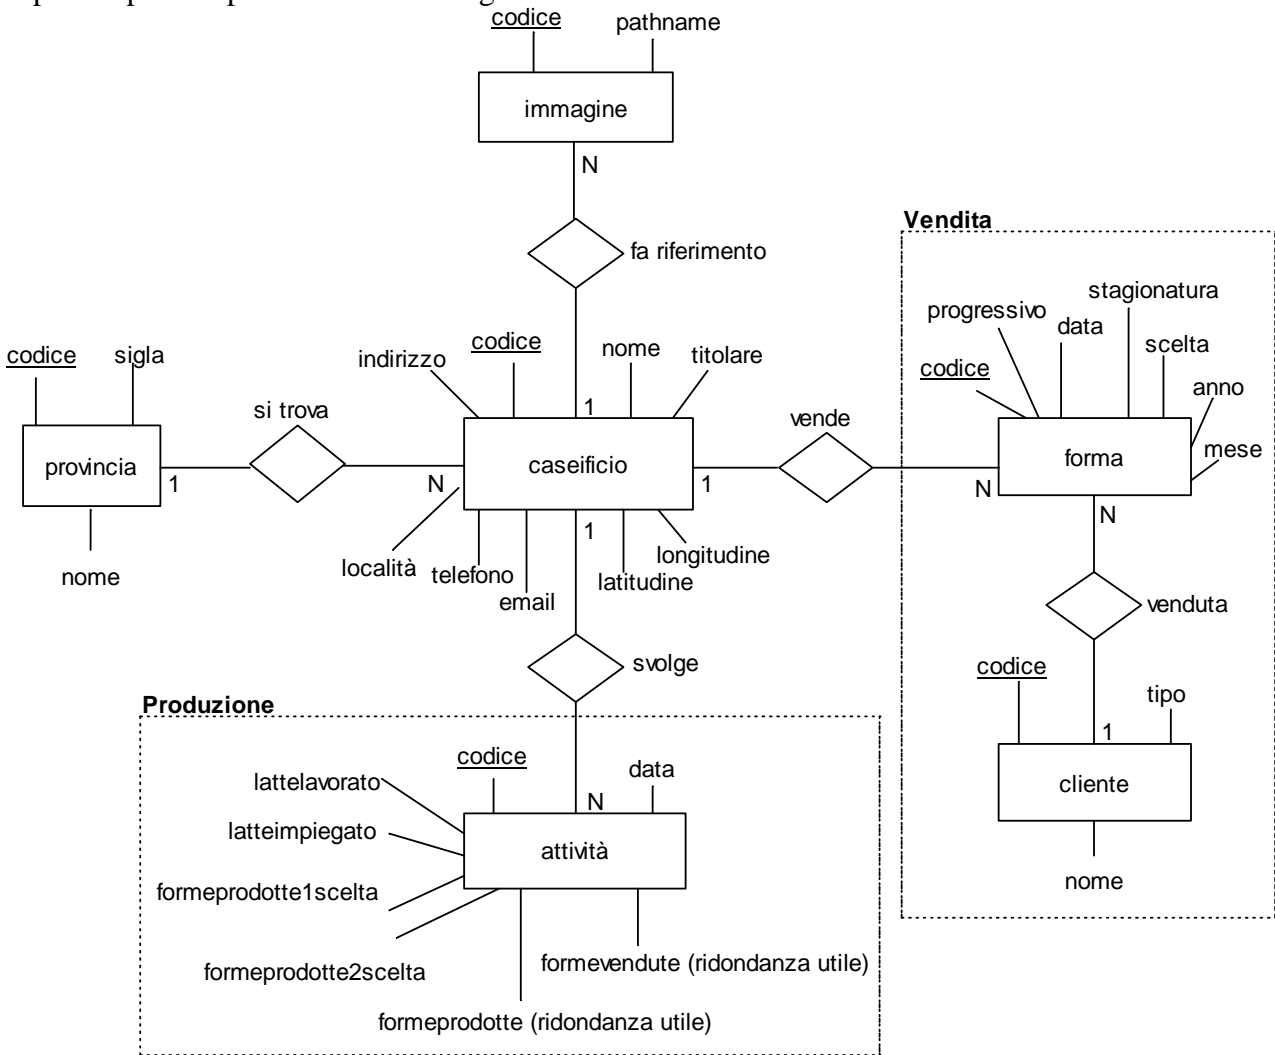 codice
pathname
immagine
N
fa riferimento
1
Vendita
progressivo
data
stagionatura
scelta
codice
anno
mese
forma
N
N
vende
1
indirizzo
codice
nome
titolare
caseificio
codice
sigla
si trova
provincia
1
N
nome
località
telefono
email
latitudine
longitudine
1
svolge
venduta
codice
tipo
1
cliente
nome
Produzione
codice
data
N
lattelavorato
latteimpiegato
attività
formeprodotte1scelta
formeprodotte2scelta
formevendute (ridondanza utile)
formeprodotte (ridondanza utile)